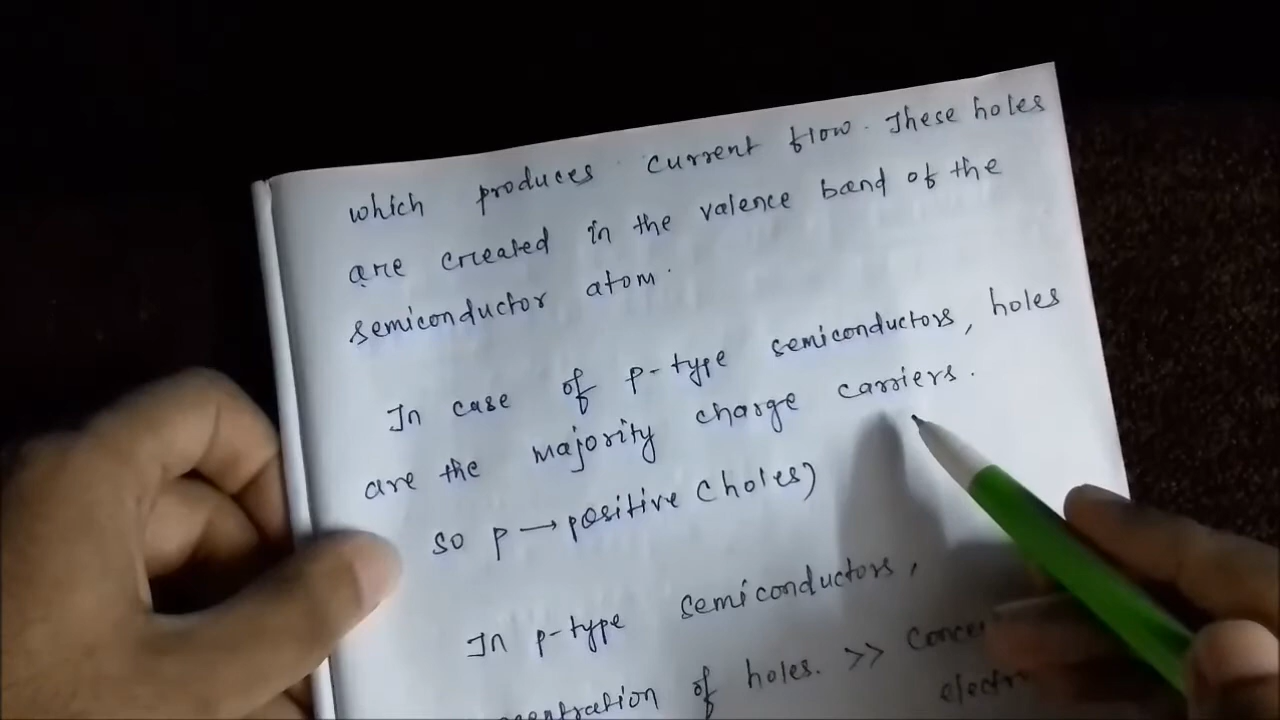 which produces current flow. These holes
are created in the valence band of the
semiconductor atom.
In case of p-type semiconductors, holes
are the majority charge carriers.
so p → positive (holes)
In p-type semiconductors,
of holes. >>